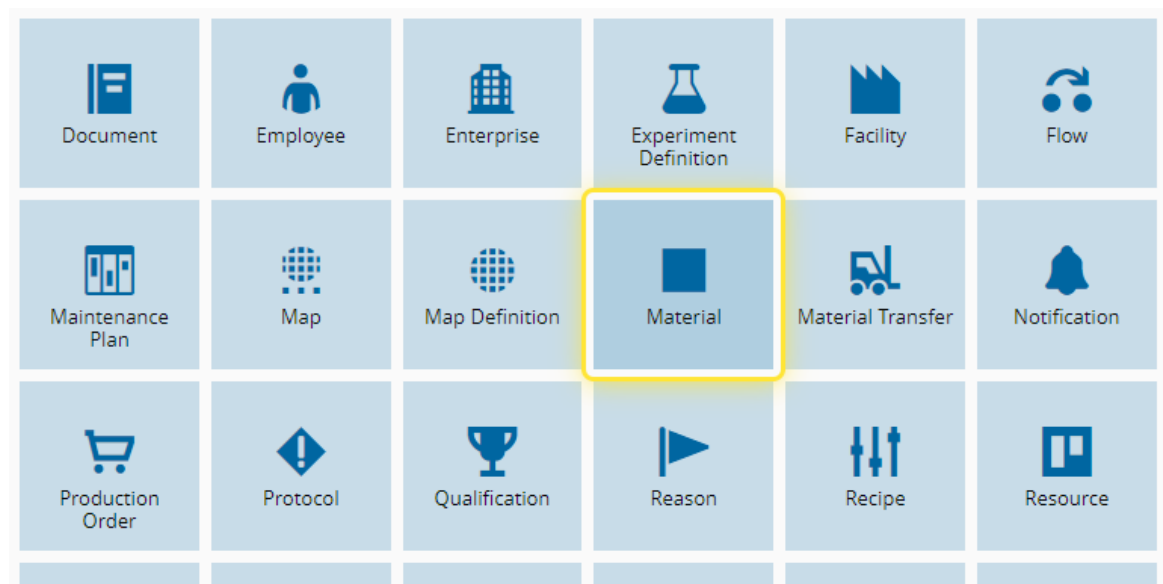 Document
Employee
Enterprise
Experiment
Definition
Facility
Flow
Maintenance
Plan
Map
Map Definition
Material
Material Transfer
Notification
Production
Order
Protocol
Qualification
Reason
Recipe
Resource